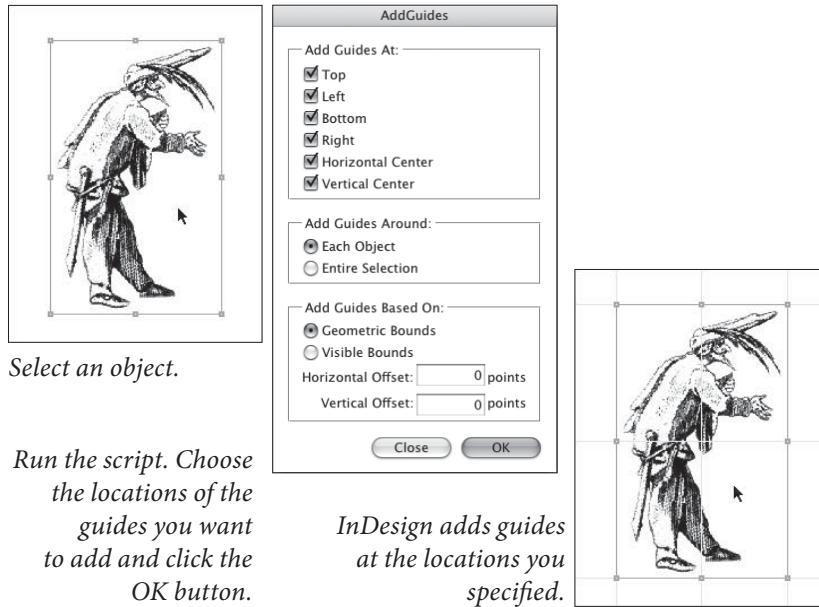 Select an object.
Run the script. Choose
the locations of the
guides you want
to add and click the
OK button.
AddGuides
Add Guides At:
Top
Left
Bottom
Right
Horizontal Center
Vertical Center
Add Guides Around:
Each Object
Entire Selection
Add Guides Based On:
Geometric Bounds
Visible Bounds
Horizontal Offset: 0 points
Vertical Offset: 0 points
Close OK
InDesign adds guides
at the locations you
specified.